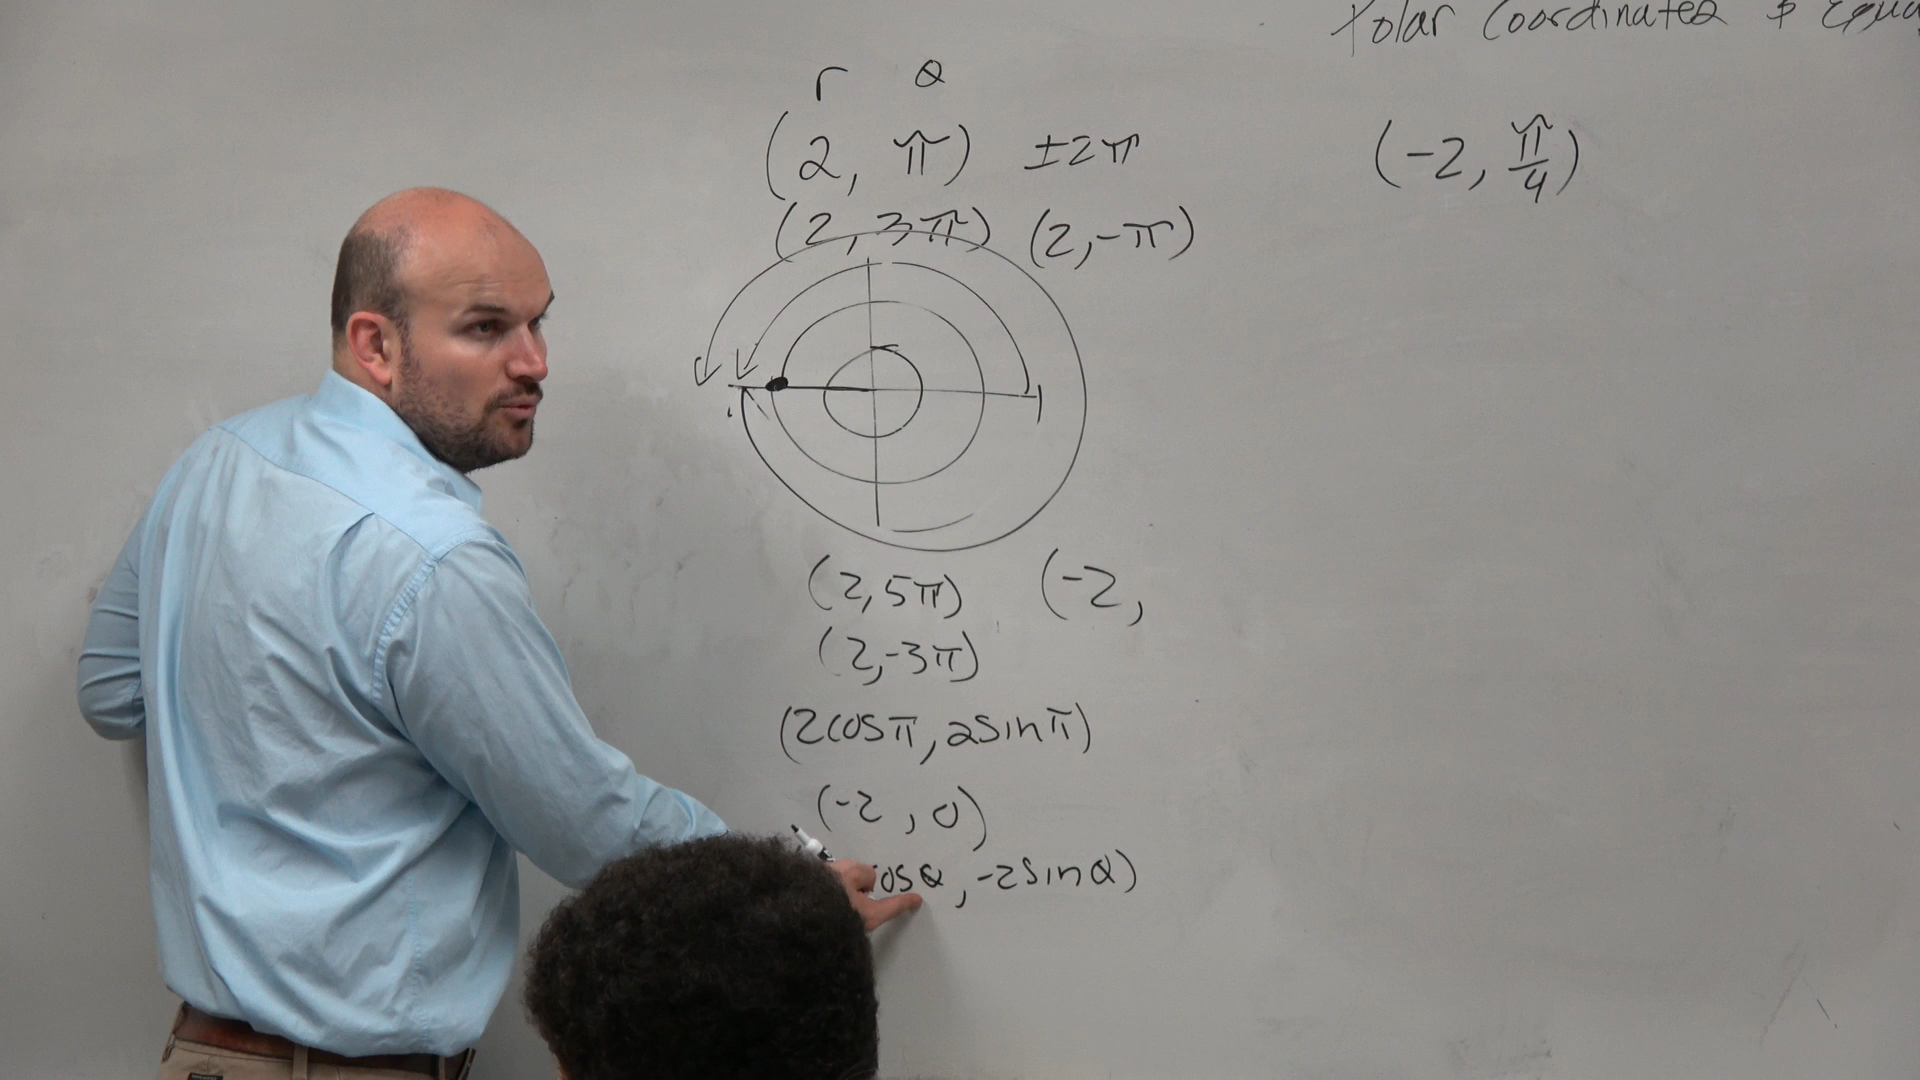 Polar Coordinates &
r θ
(2, π) ±2π
(-2, π/4)
(2, 3π) (2,-π)
(2,5π) (-2,
(2,-3π)
(2cosπ, 2sinπ)
(-2, 0)
cosθ, -2sinθ)